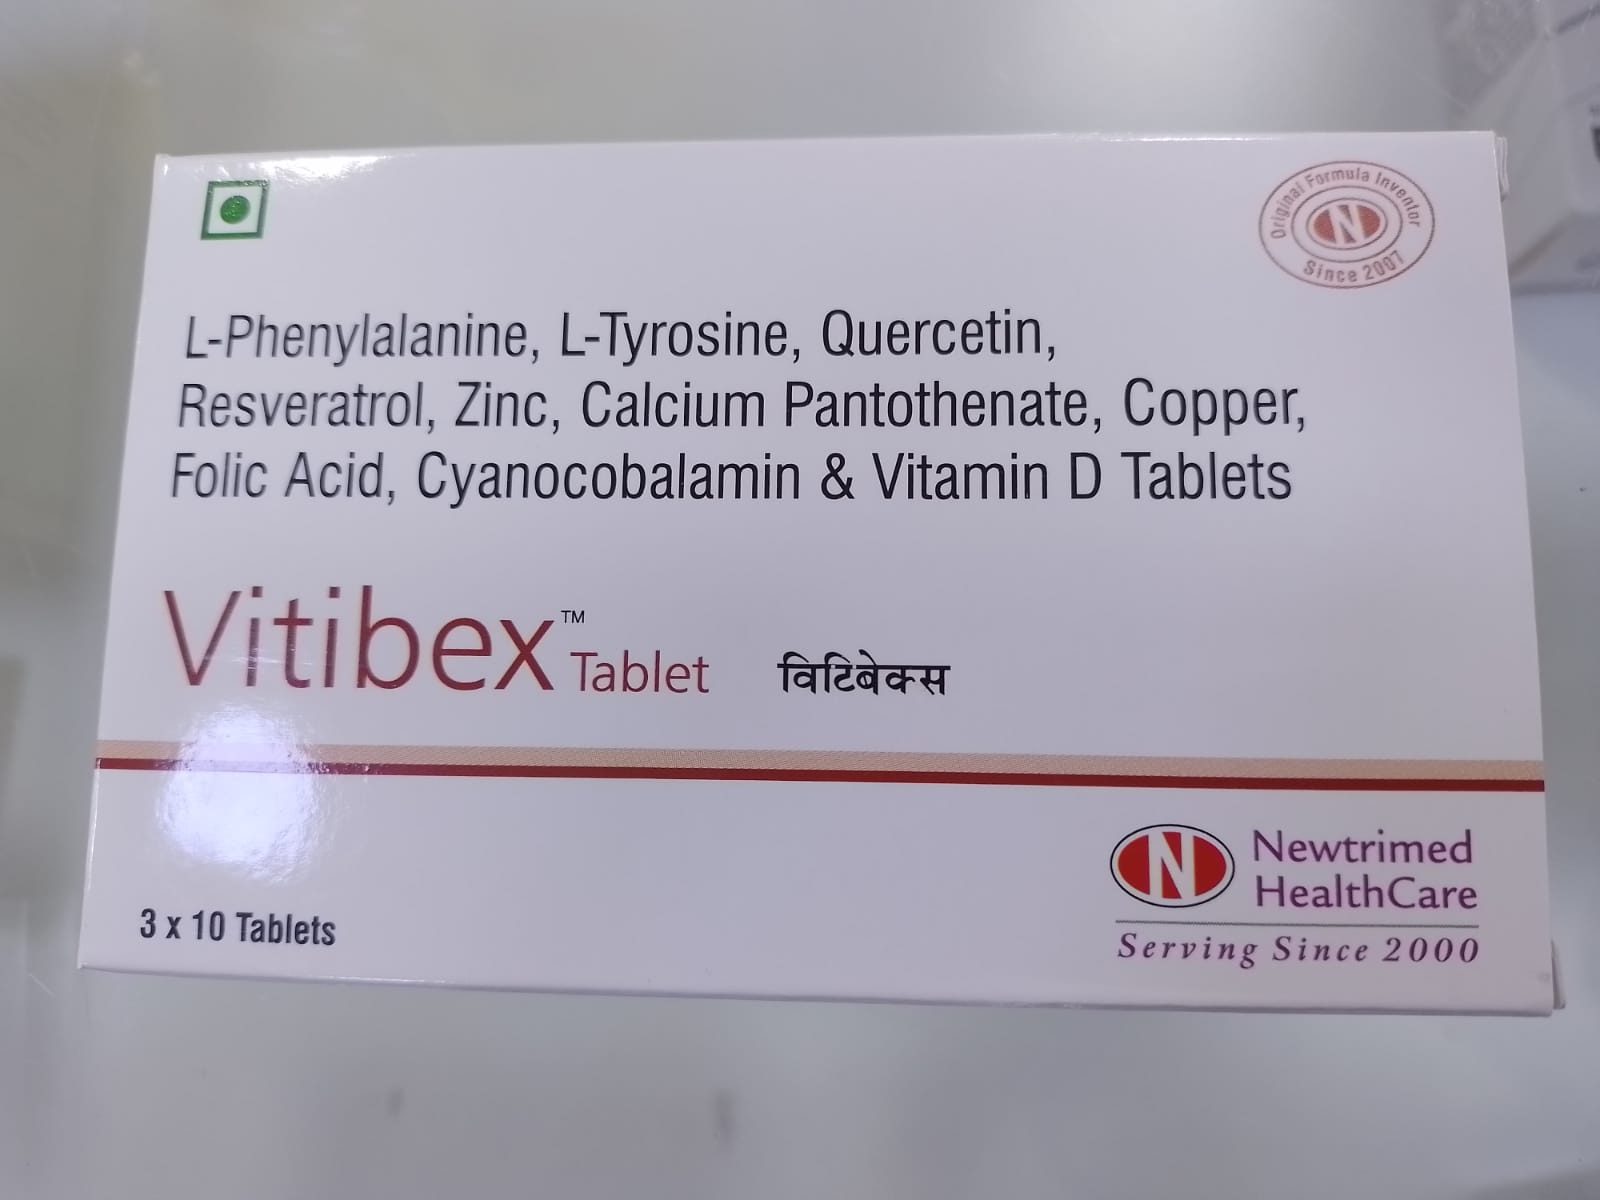 Original Formula Inventor
N
Since 2007
L-Phenylalanine, L-Tyrosine, Quercetin,
Resveratrol, Zinc, Calcium Pantothenate, Copper,
Folic Acid, Cyanocobalamin & Vitamin D Tablets
Vitibex™ Tablet विटिबेक्स
N Newtrimed
HealthCare
Serving Since 2000
3 x 10 Tablets